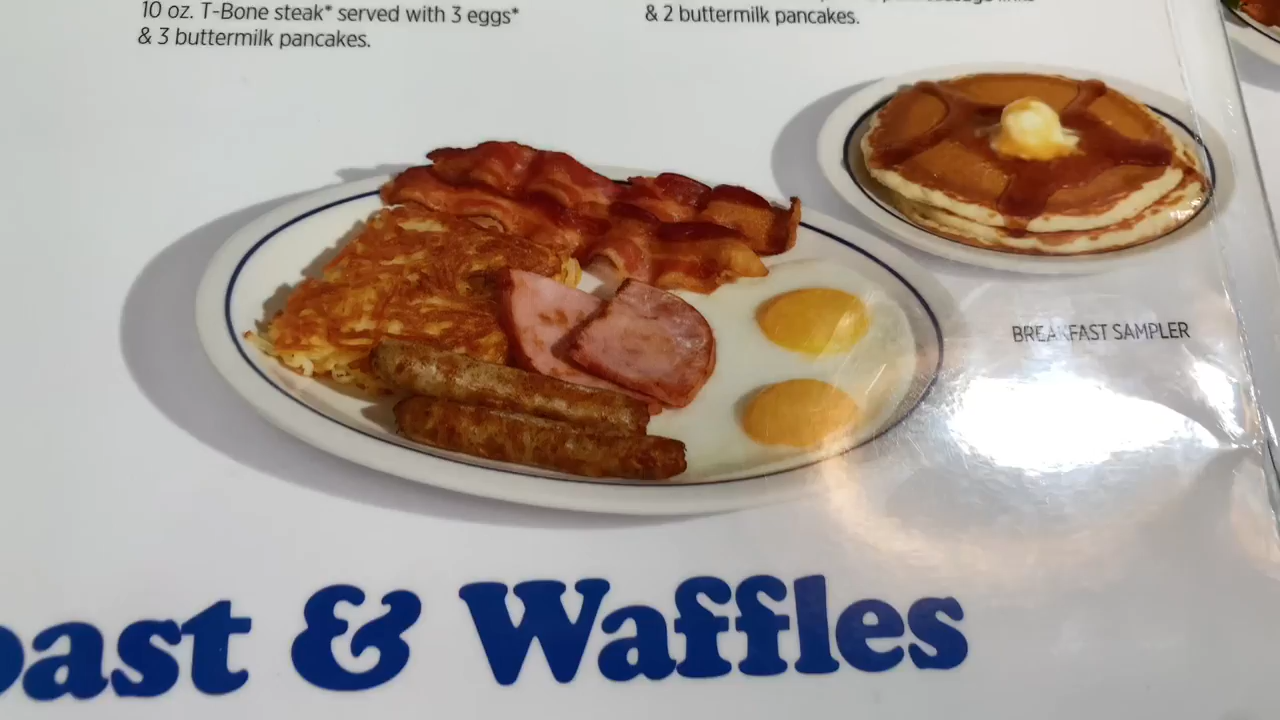 10 oz. T-Bone steak* served with 3 eggs*
& 3 buttermilk pancakes.
& 2 buttermilk pancakes.
BREAKFAST SAMPLER
oast & Waffles